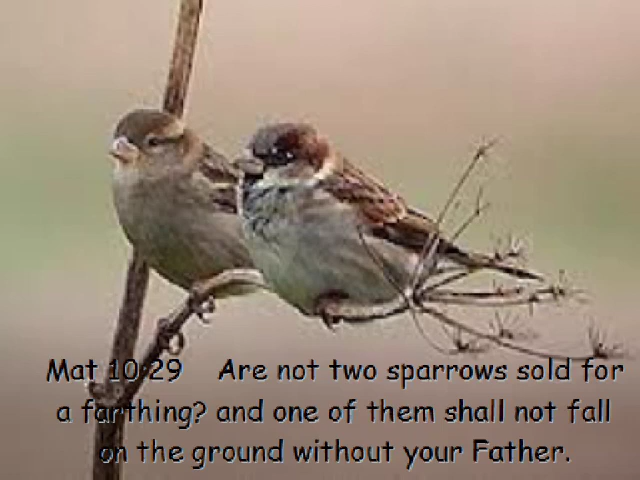 Mat 10:29 Are not two sparrows sold for
a farthing? and one of them shall not fall
on the ground without your Father.